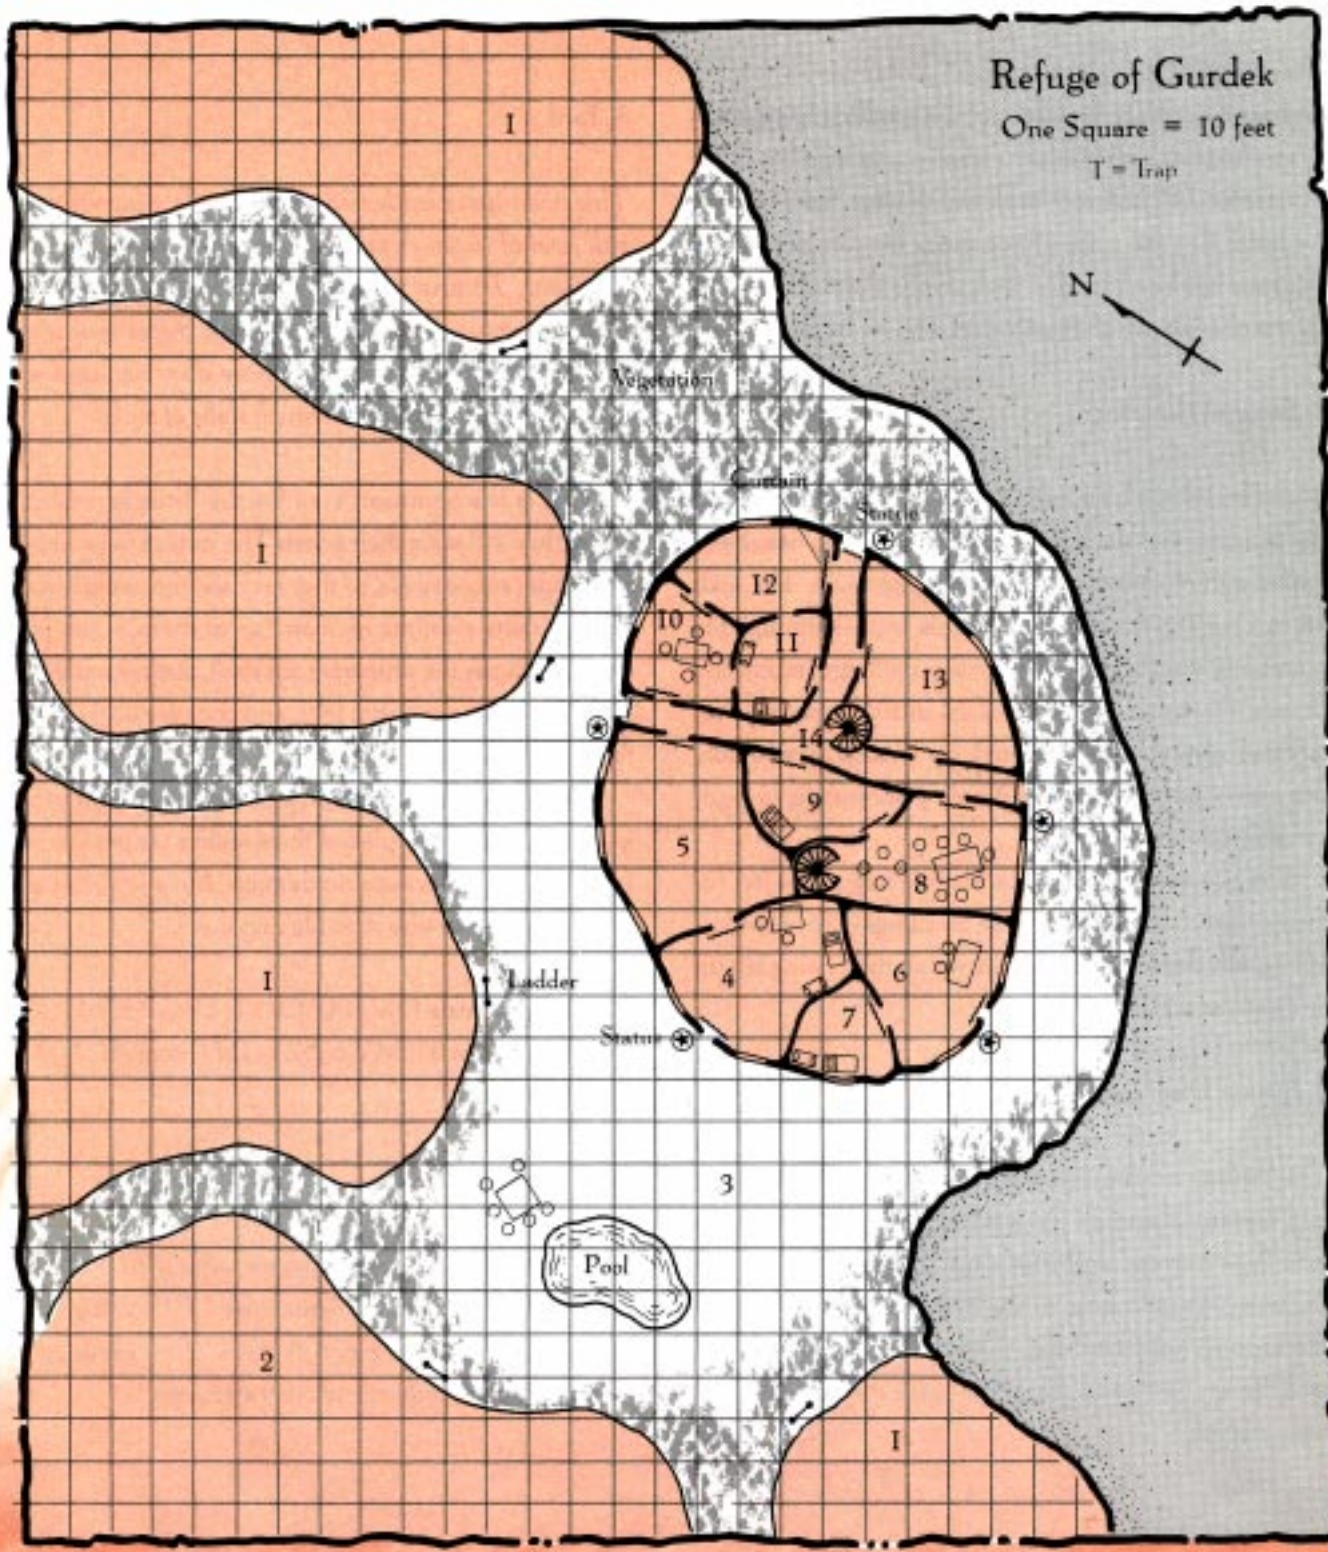 Refuge of Gurdek
One Square = 10 feet
T = Trap
1
N
Vegetation
Curtain
Statue
1
12
10
11
13
14
9
5
8
1
Ladder
4
6
7
Statue
3
Pool
2
1